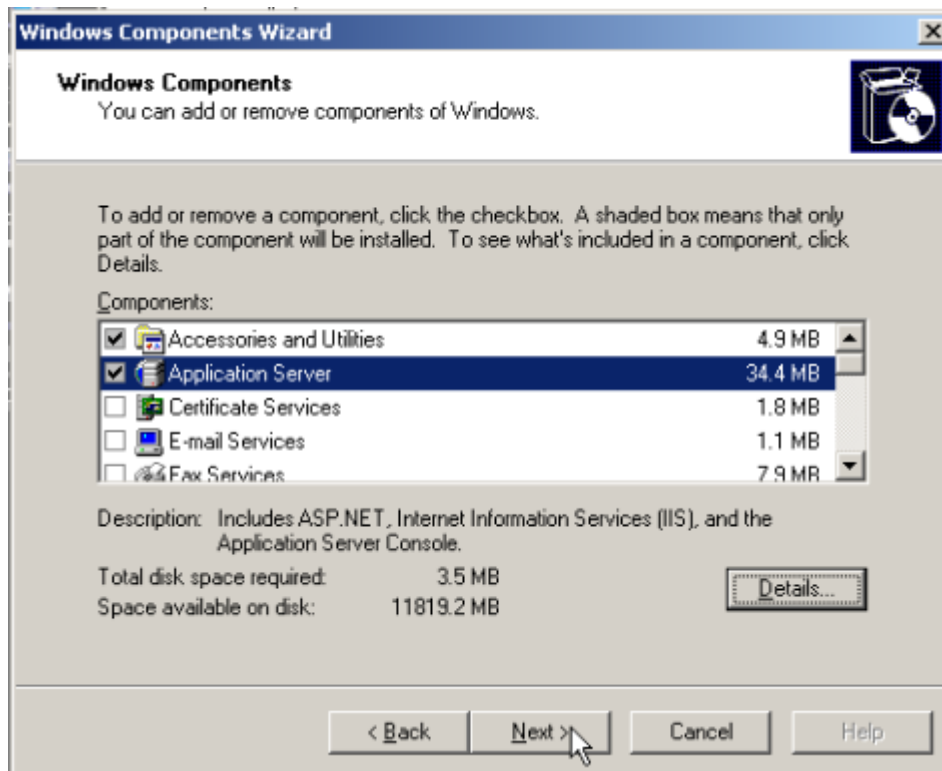 Windows Components Wizard
Windows Components
You can add or remove components of Windows.
To add or remove a component, click the checkbox. A shaded box means that only
part of the component will be installed. To see what's included in a component, click
Details.
Components:
Accessories and Utilities 4.9 MB
Application Server 34.4 MB
Certificate Services 1.8 MB
E-mail Services 1.1 MB
Fax Services 7.9 MB
Description: Includes ASP.NET, Internet Information Services (IIS), and the
Application Server Console.
Total disk space required: 3.5 MB
Space available on disk: 11819.2 MB
Details...
< Back Next > Cancel Help